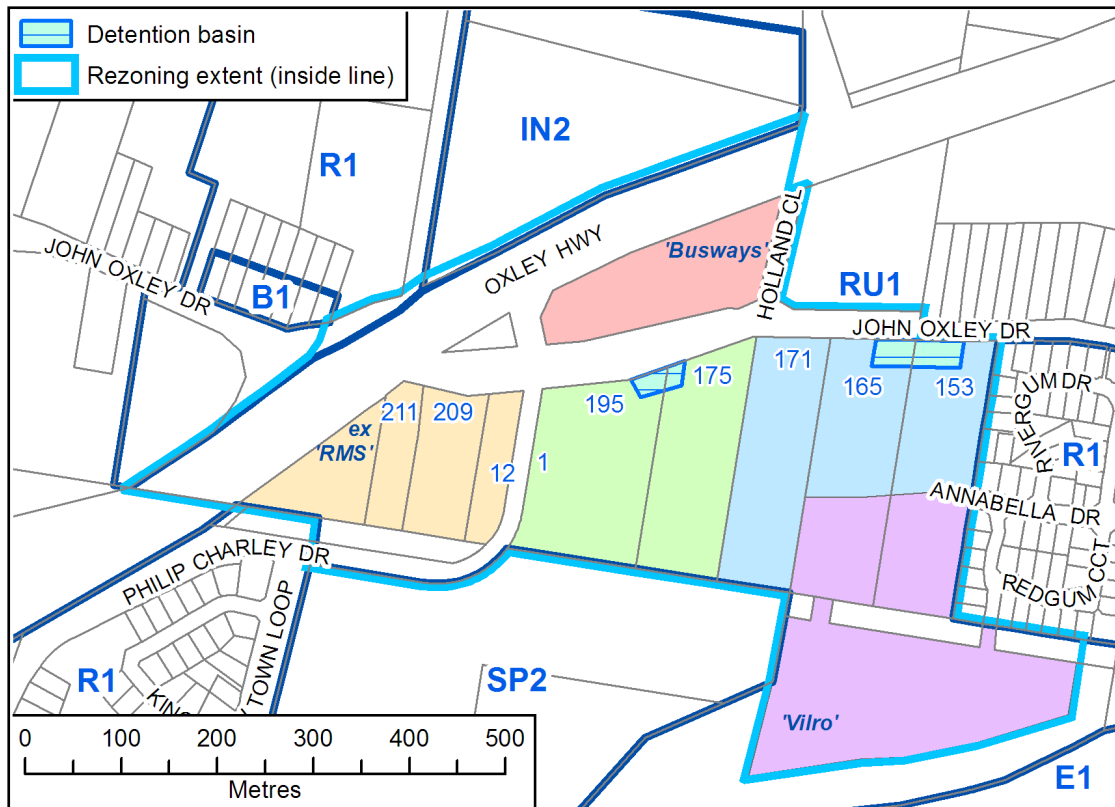 Detention basin
Rezoning extent (inside line)
IN2
R1
JOHN OXLEY DR
B1
OXLEY HWY
'Busways'
HOLLAND CL
RU1
JOHN OXLEY DR
175
171
165
153
195
211
209
ex
'RMS'
12
1
RIVERGUM DR
R1
ANNABELLA DR
REDGUM CCT
PHILIP CHARLEY DR
TOWN LOOP
R1
KING
SP2
'Vilro'
E1
0 100 200 300 400 500
Metres